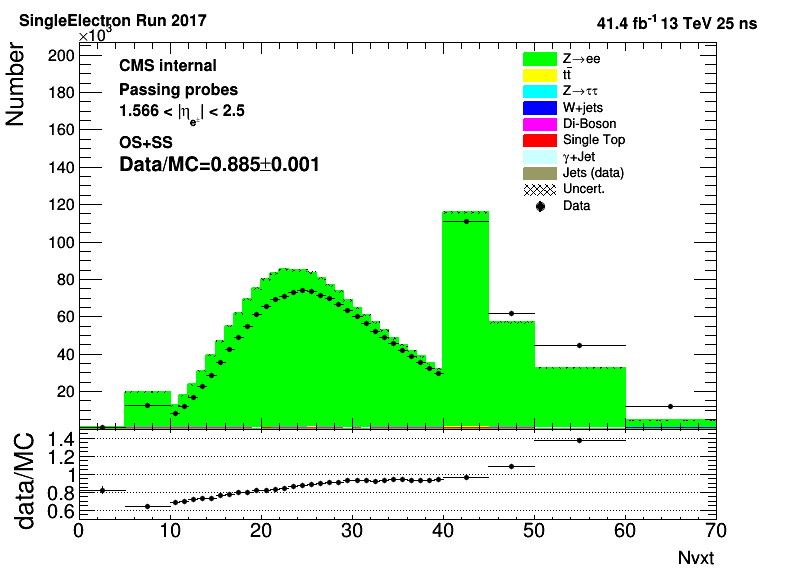 SingleElectron Run 2017
41.4 fb⁻¹ 13 TeV 25 ns
×10³
Number
CMS internal
Passing probes
1.566 < |η_e±| < 2.5
OS+SS
Data/MC=0.885±0.001
Z→ee
tt̄
Z→ττ
W+jets
Di-Boson
Single Top
γ+Jet
Jets (data)
Uncert.
Data
200
180
160
140
120
100
80
60
40
20
data/MC
1.4
1.2
1
0.8
0.6
0 10 20 30 40 50 60 70
Nvxt